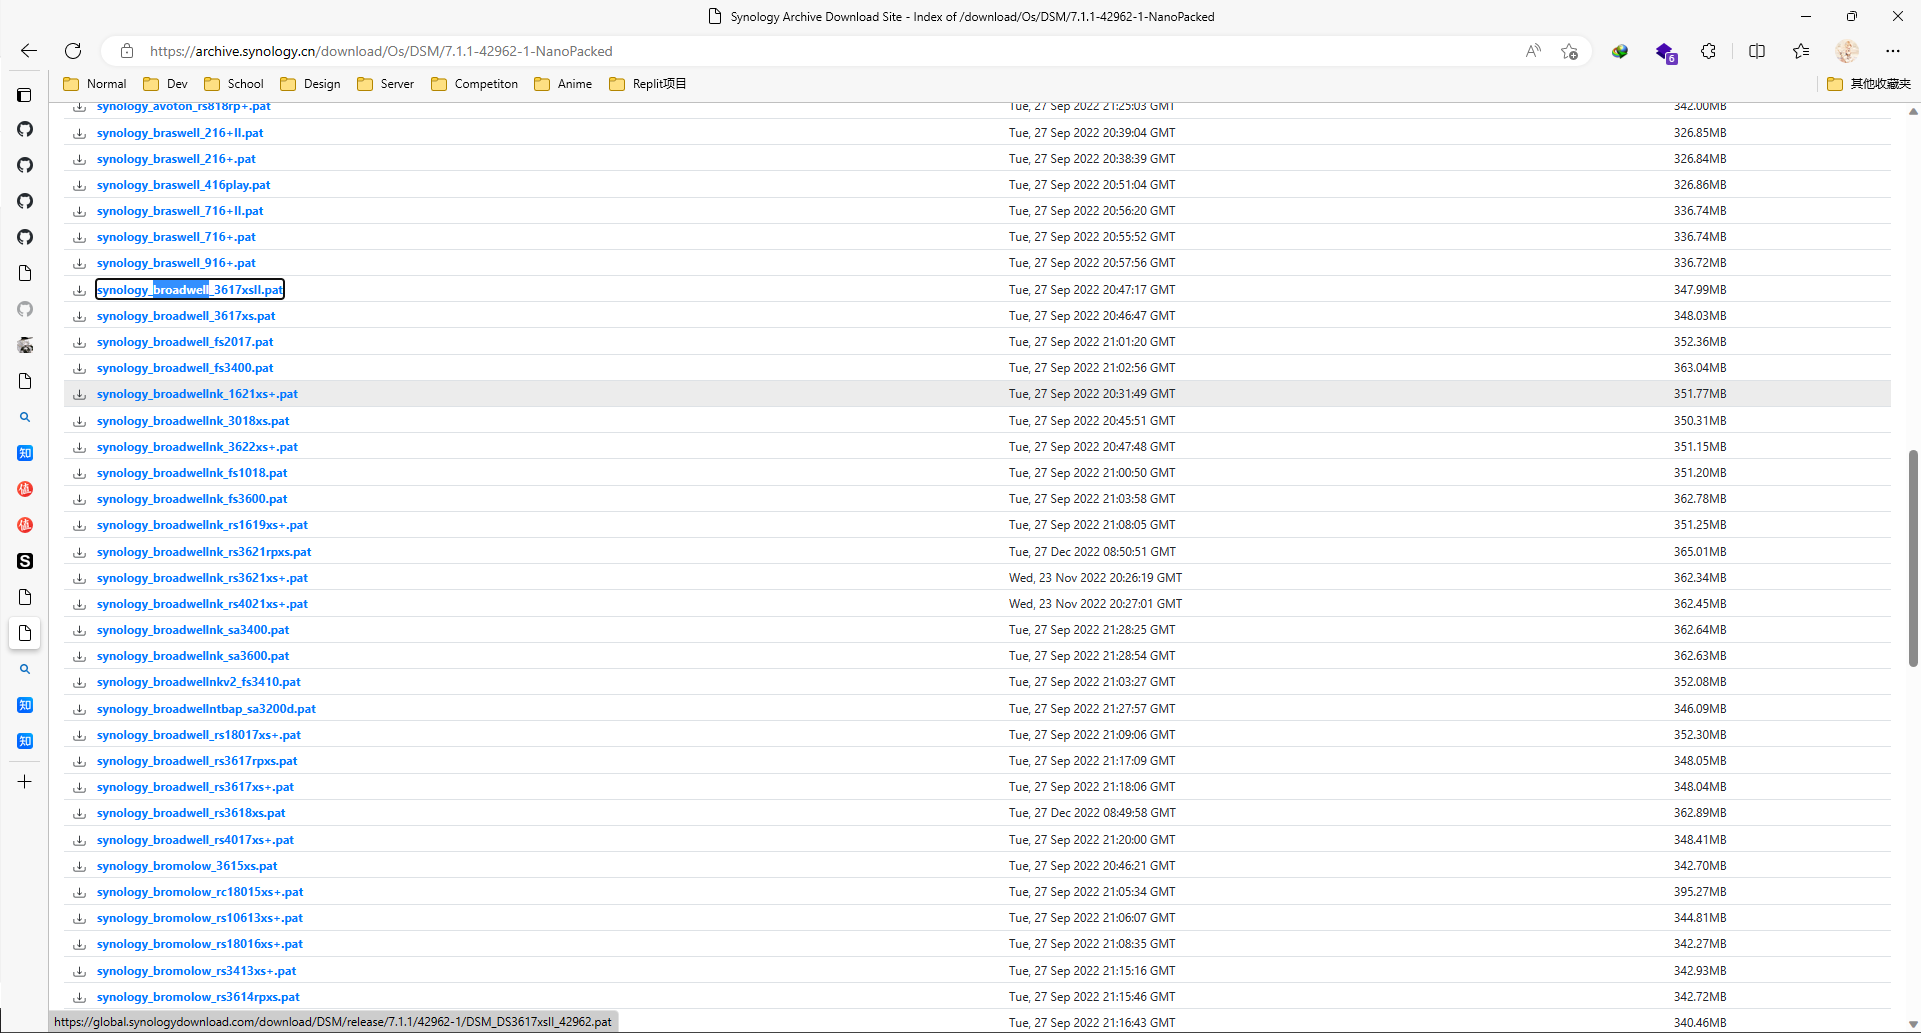 Synology Archive Download Site - Index of /download/Os/DSM/7.1.1-42962-1-NanoPacked
https://archive.synology.cn/download/Os/DSM/7.1.1-42962-1-NanoPacked
6
Normal Dev School Design Server Competiton Anime Replit项目 其他收藏夹
synology_avoton_rs818rp+.pat Tue, 27 Sep 2022 21:25:03 GMT 342.00MB
synology_braswell_216+II.pat Tue, 27 Sep 2022 20:39:04 GMT 326.85MB
synology_braswell_216+.pat Tue, 27 Sep 2022 20:38:39 GMT 326.84MB
synology_braswell_416play.pat Tue, 27 Sep 2022 20:51:04 GMT 326.86MB
synology_braswell_716+II.pat Tue, 27 Sep 2022 20:56:20 GMT 336.74MB
synology_braswell_716+.pat Tue, 27 Sep 2022 20:55:52 GMT 336.74MB
synology_braswell_916+.pat Tue, 27 Sep 2022 20:57:56 GMT 336.72MB
synology_broadwell_3617xsII.pat Tue, 27 Sep 2022 20:47:17 GMT 347.99MB
synology_broadwell_3617xs.pat Tue, 27 Sep 2022 20:46:47 GMT 348.03MB
synology_broadwell_fs2017.pat Tue, 27 Sep 2022 21:01:20 GMT 352.36MB
synology_broadwell_fs3400.pat Tue, 27 Sep 2022 21:02:56 GMT 363.04MB
synology_broadwellnk_1621xs+.pat Tue, 27 Sep 2022 20:31:49 GMT 351.77MB
synology_broadwellnk_3018xs.pat Tue, 27 Sep 2022 20:45:51 GMT 350.31MB
synology_broadwellnk_3622xs+.pat Tue, 27 Sep 2022 20:47:48 GMT 351.15MB
synology_broadwellnk_fs1018.pat Tue, 27 Sep 2022 21:00:50 GMT 351.20MB
synology_broadwellnk_fs3600.pat Tue, 27 Sep 2022 21:03:58 GMT 362.78MB
synology_broadwellnk_rs1619xs+.pat Tue, 27 Sep 2022 21:08:05 GMT 351.25MB
synology_broadwellnk_rs3621rpxs.pat Tue, 27 Dec 2022 08:50:51 GMT 365.01MB
synology_broadwellnk_rs3621xs+.pat Wed, 23 Nov 2022 20:26:19 GMT 362.34MB
synology_broadwellnk_rs4021xs+.pat Wed, 23 Nov 2022 20:27:01 GMT 362.45MB
synology_broadwellnk_sa3400.pat Tue, 27 Sep 2022 21:28:25 GMT 362.64MB
synology_broadwellnk_sa3600.pat Tue, 27 Sep 2022 21:28:54 GMT 362.63MB
synology_broadwellnkv2_fs3410.pat Tue, 27 Sep 2022 21:03:27 GMT 352.08MB
synology_broadwellntbap_sa3200d.pat Tue, 27 Sep 2022 21:27:57 GMT 346.09MB
synology_broadwell_rs18017xs+.pat Tue, 27 Sep 2022 21:09:06 GMT 352.30MB
synology_broadwell_rs3617rpxs.pat Tue, 27 Sep 2022 21:17:09 GMT 348.05MB
synology_broadwell_rs3617xs+.pat Tue, 27 Sep 2022 21:18:06 GMT 348.04MB
synology_broadwell_rs3618xs.pat Tue, 27 Dec 2022 08:49:58 GMT 362.89MB
synology_broadwell_rs4017xs+.pat Tue, 27 Sep 2022 21:20:00 GMT 348.41MB
synology_bromolow_3615xs.pat Tue, 27 Sep 2022 20:46:21 GMT 342.70MB
synology_bromolow_rc18015xs+.pat Tue, 27 Sep 2022 21:05:34 GMT 395.27MB
synology_bromolow_rs10613xs+.pat Tue, 27 Sep 2022 21:06:07 GMT 344.81MB
synology_bromolow_rs18016xs+.pat Tue, 27 Sep 2022 21:08:35 GMT 342.27MB
synology_bromolow_rs3413xs+.pat Tue, 27 Sep 2022 21:15:16 GMT 342.93MB
synology_bromolow_rs3614rpxs.pat Tue, 27 Sep 2022 21:15:46 GMT 342.72MB
https://global.synologydownload.com/download/DSM/release/7.1.1/42962-1/DSM_DS3617xsII_42962.pat Tue, 27 Sep 2022 21:16:43 GMT 340.46MB
知
值
值
S
知
知